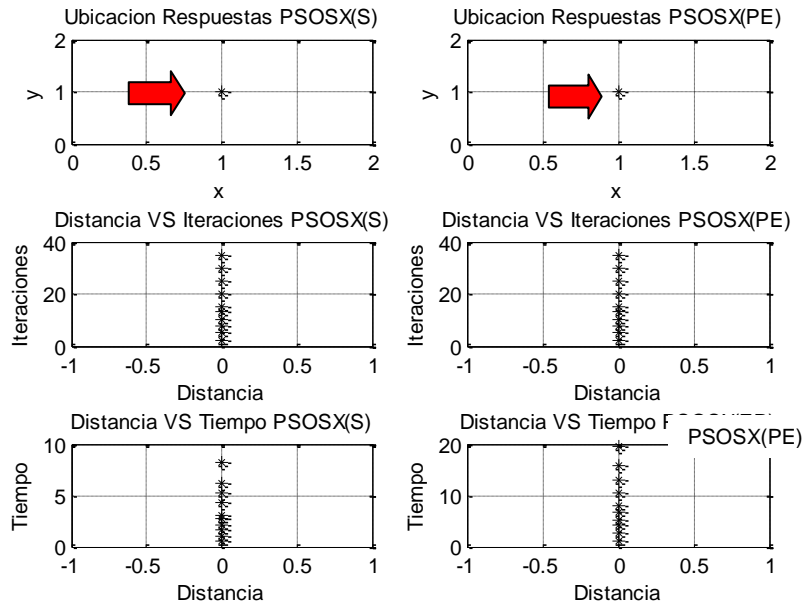 Ubicacion Respuestas PSOSX(S)
2
1
0
y
0 0.5 1 1.5 2
x
Ubicacion Respuestas PSOSX(PE)
2
1
0
y
0 0.5 1 1.5 2
x
Distancia VS Iteraciones PSOSX(S)
40
20
0
Iteraciones
-1 -0.5 0 0.5 1
Distancia
Distancia VS Iteraciones PSOSX(PE)
40
20
0
Iteraciones
-1 -0.5 0 0.5 1
Distancia
Distancia VS Tiempo PSOSX(S)
10
5
0
Tiempo
-1 -0.5 0 0.5 1
Distancia
Distancia VS Tiempo
PSOSX(PE)
20
10
0
Tiempo
-1 -0.5 0 0.5 1
Distancia